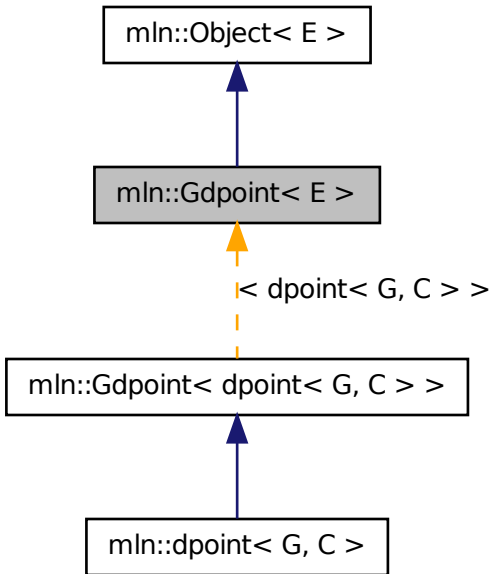 mln::Object< E >
mln::Gdpoint< E >
< dpoint< G, C > >
mln::Gdpoint< dpoint< G, C > >
mln::dpoint< G, C >